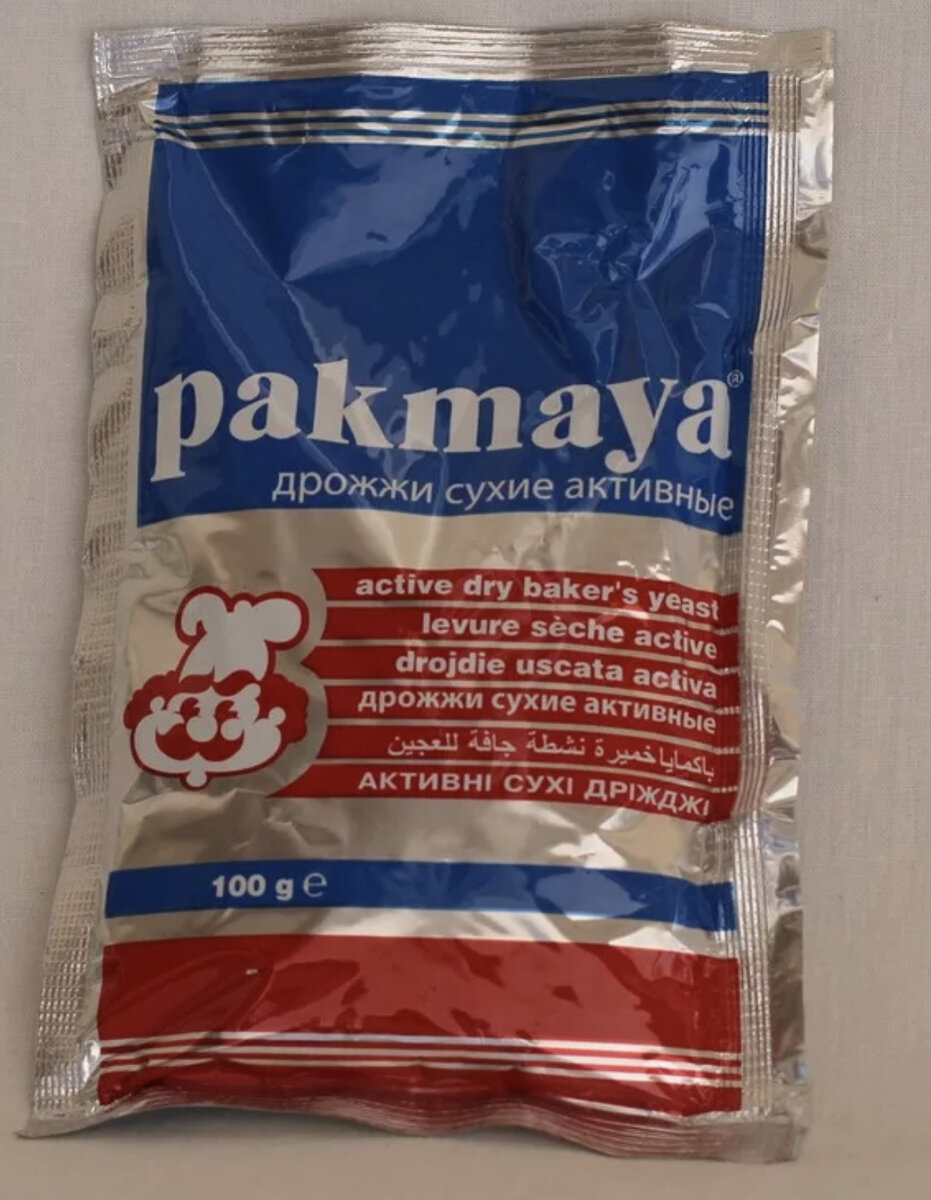 pakmaya®
дрожжи сухие активные
active dry baker's yeast
levure sèche active
drojdie uscata activa
дрожжи сухие активные
باكمايا خميرة نشطة جافة للعجين
АКТИВНІ СУХІ ДРІЖДЖІ
100 g ℮